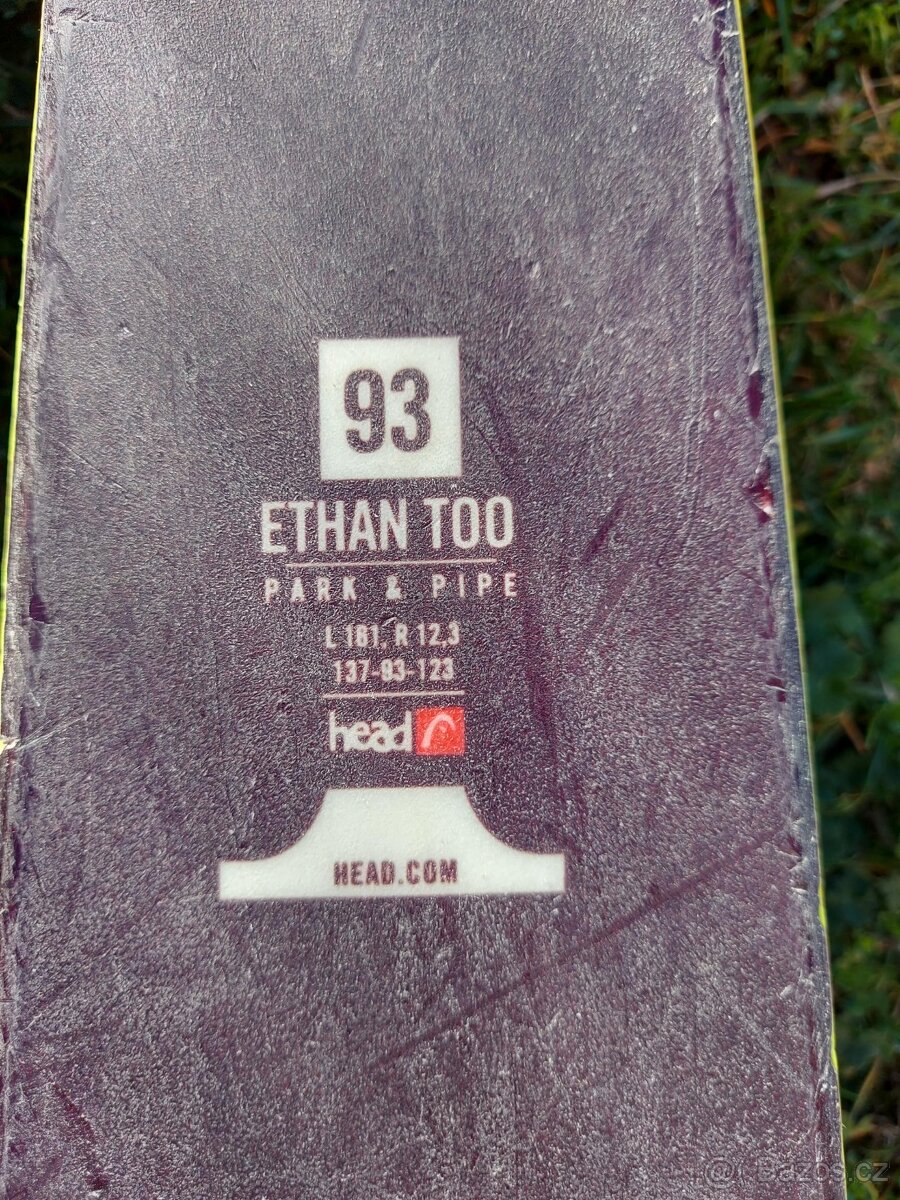 93
ETHAN TOO
PARK & PIPE
L 181, R 12,3
137-93-123
head
HEAD.COM
@ Bazos.cz